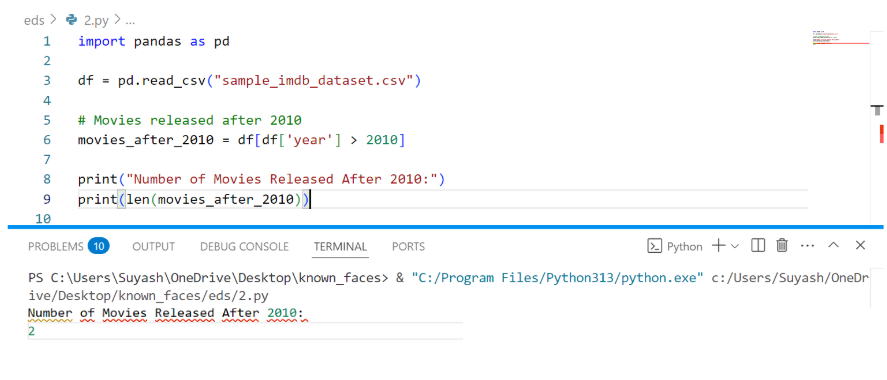 eds > 2.py > ...
1 import pandas as pd
2
3 df = pd.read_csv("sample_imdb_dataset.csv")
4
5 # Movies released after 2010
6 movies_after_2010 = df[df['year'] > 2010]
7
8 print("Number of Movies Released After 2010:")
9 print(len(movies_after_2010))
10
PROBLEMS 10 OUTPUT DEBUG CONSOLE TERMINAL PORTS Python
PS C:\Users\Suyash\OneDrive\Desktop\known_faces> & "C:/Program Files/Python313/python.exe" c:/Users/Suyash/OneDr
ive/Desktop/known_faces/eds/2.py
Number of Movies Released After 2010:
2